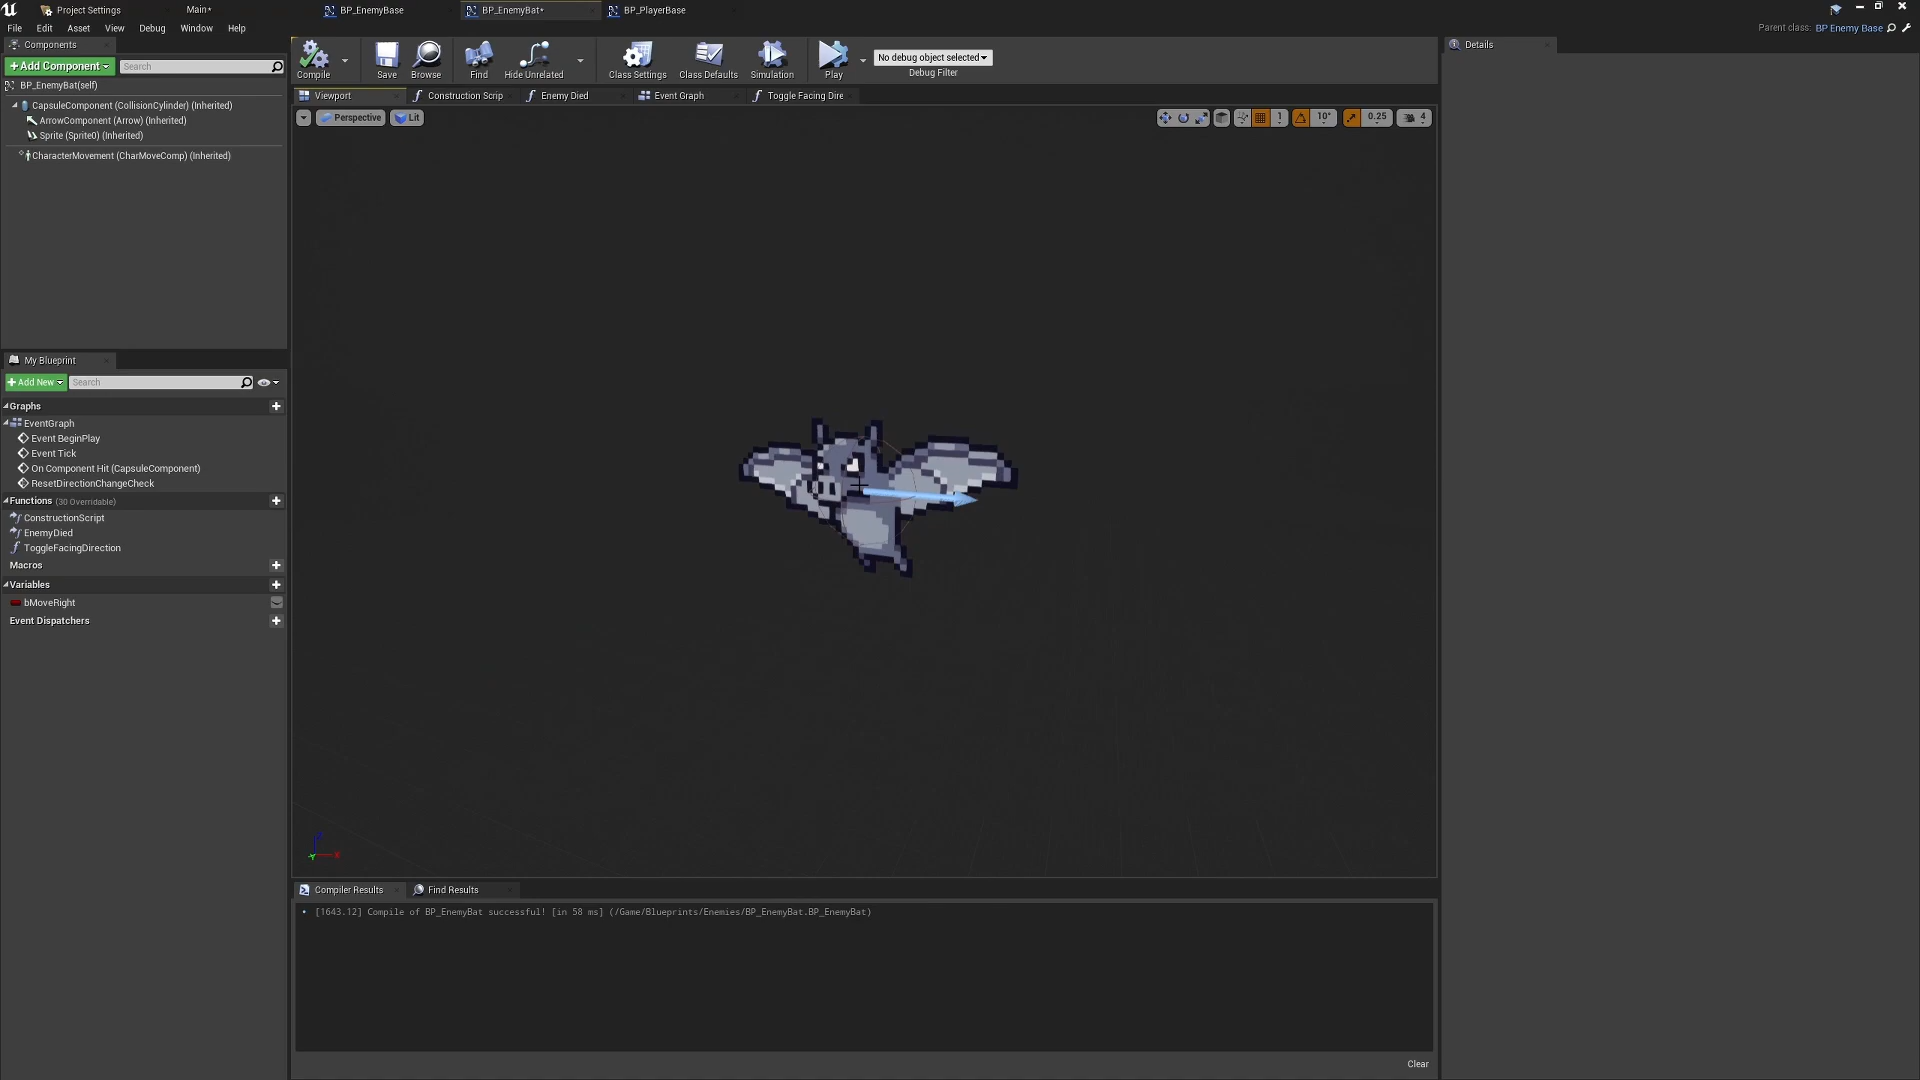 Project Settings
Main*
BP_EnemyBase
BP_EnemyBat*
BP_PlayerBase
File
Edit
Asset
View
Debug
Window
Help
Parent class: BP Enemy Base
Components
+Add Component
Search
BP_EnemyBat(self)
CapsuleComponent (CollisionCylinder) (Inherited)
ArrowComponent (Arrow) (Inherited)
Sprite (Sprite0) (Inherited)
CharacterMovement (CharMoveComp) (Inherited)
Compile
Save
Browse
Find
Hide Unrelated
Class Settings
Class Defaults
Simulation
Play
No debug object selected
Debug Filter
Details
Viewport
Construction Scrip
Enemy Died
Event Graph
Toggle Facing Dire
Perspective
Lit
1
10°
0.25
4
My Blueprint
+Add New
Search
Graphs
EventGraph
Event BeginPlay
Event Tick
On Component Hit (CapsuleComponent)
ResetDirectionChangeCheck
Functions (30 Overridable)
ConstructionScript
EnemyDied
ToggleFacingDirection
Macros
Variables
bMoveRight
Event Dispatchers
X
Compiler Results
Find Results
• [1643.12] Compile of BP_EnemyBat successful! [in 58 ms] (/Game/Blueprints/Enemies/BP_EnemyBat.BP_EnemyBat)
Clear